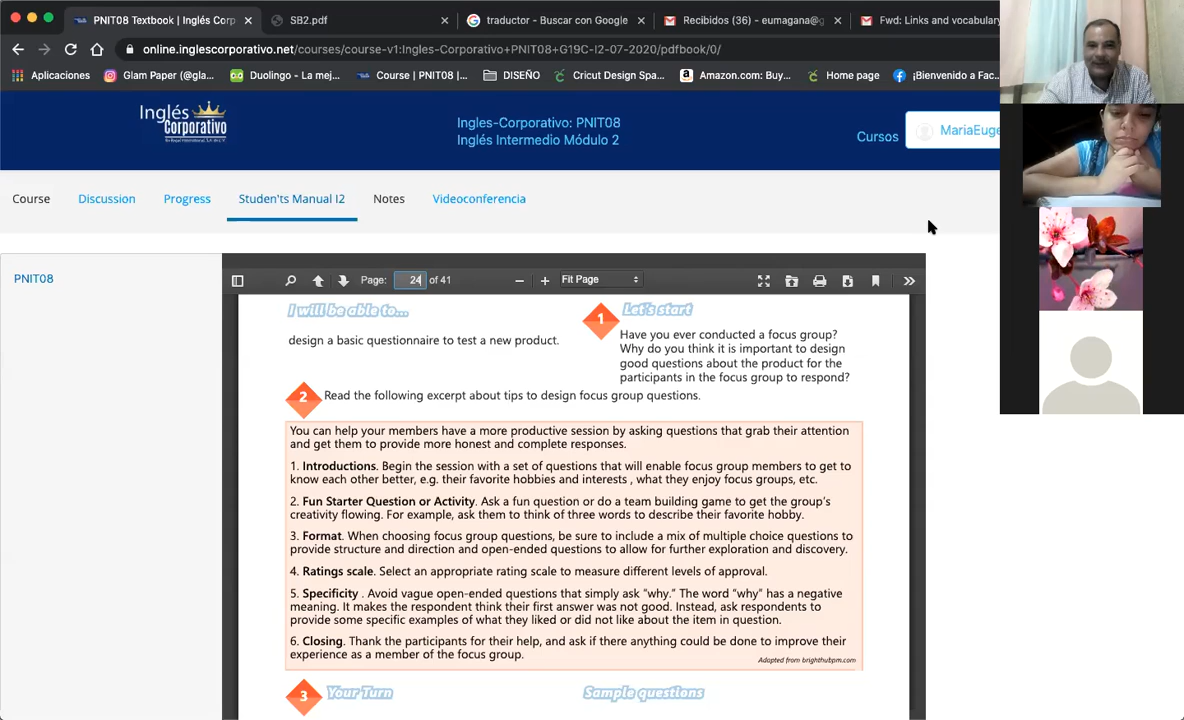 PNIT08 Textbook | Inglés Corp
SB2.pdf
traductor - Buscar con Google
Recibidos (36) - eumagana@
Fwd: Links and vocabulary
online.inglescorporativo.net/courses/course-v1:Ingles-Corporativo+PNIT08+G19C-I2-07-2020/pdfbook/0/
Aplicaciones
Instagram Glam Paper (@gla...
Duolingo - La mej...
Course | PNIT08 |...
DISEÑO
Cricut Design Spa...
Amazon.com: Buy...
Home page
¡Bienvenido a Fac...
Inglés
Corporativo
Ingles-Corporativo: PNIT08
Inglés Intermedio Módulo 2
Cursos
MariaEuge
Course
Discussion
Progress
Studen'ts Manual I2
Notes
Videoconferencia
PNIT08
Page:
24
of 41
Fit Page
I will be able to...
design a basic questionnaire to test a new product.
1
Let's start
Have you ever conducted a focus group?
Why do you think it is important to design
good questions about the product for the
participants in the focus group to respond?
2
Read the following excerpt about tips to design focus group questions.
You can help your members have a more productive session by asking questions that grab their attention
and get them to provide more honest and complete responses.
1. Introductions. Begin the session with a set of questions that will enable focus group members to get to
know each other better, e.g. their favorite hobbies and interests , what they enjoy focus groups, etc.
2. Fun Starter Question or Activity. Ask a fun question or do a team building game to get the group's
creativity flowing. For example, ask them to think of three words to describe their favorite hobby.
3. Format. When choosing focus group questions, be sure to include a mix of multiple choice questions to
provide structure and direction and open-ended questions to allow for further exploration and discovery.
4. Ratings scale. Select an appropriate rating scale to measure different levels of approval.
5. Specificity . Avoid vague open-ended questions that simply ask “why.” The word “why” has a negative
meaning. It makes the respondent think their first answer was not good. Instead, ask respondents to
provide some specific examples of what they liked or did not like about the item in question.
6. Closing. Thank the participants for their help, and ask if there anything could be done to improve their
experience as a member of the focus group.
Adapted from brighthubpm.com
3
Your Turn
Sample questions